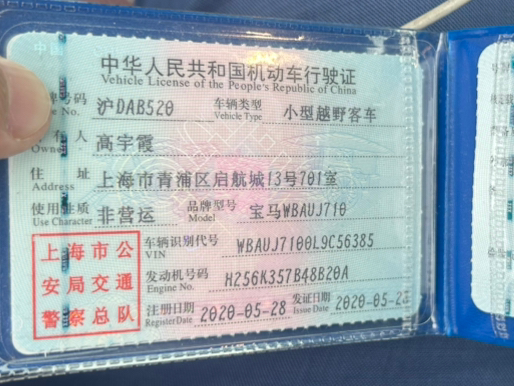 中华人民共和国机动车行驶证
Vehicle License of the People's Republic of China
号码 沪DAB520 车辆类型 小型越野客车
e No. Vehicle Type
人 高宇霞
Owner
住 址 上海市青浦区启航城13号701室
Address
使用性质 非营运 品牌型号 宝马WBAUJ710
Use Character Model
上海市公安局交通警察总队
车辆识别代号 WBAUJ7100L9C56385
VIN
发动机号码 H256K357B48B20A
Engine No.
注册日期 2020-05-28 发证日期 2020-05-2
Register Date Issue Date